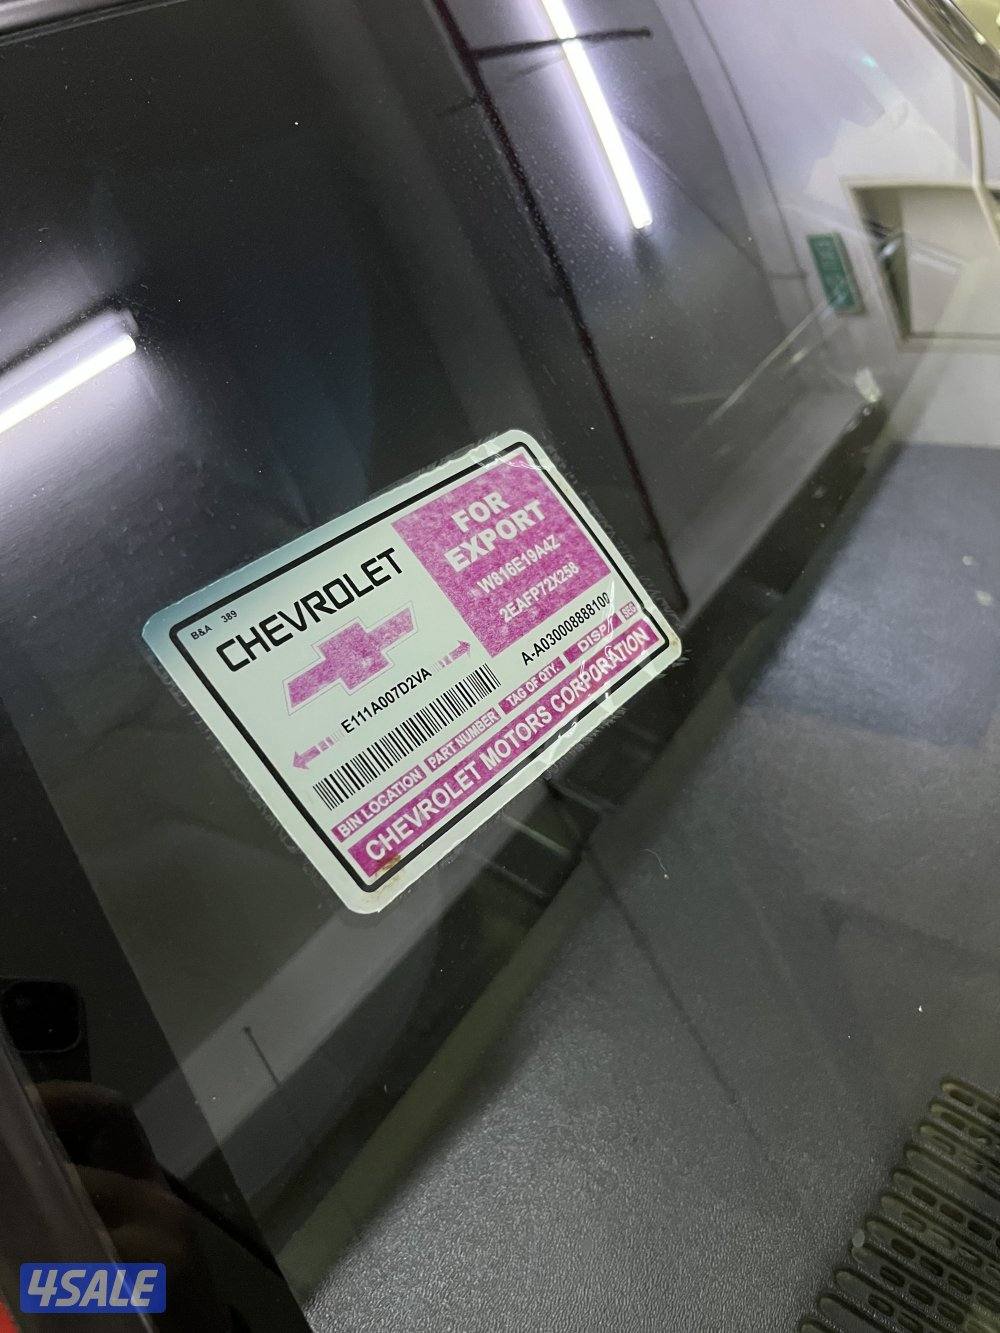 B&A 389
CHEVROLET
FOR
EXPORT
W816E19A4Z
2EAFP72X258
E111A007D2VA
A-A030008888100
BIN LOCATION PART NUMBER TAG OF QTY. DISP
CHEVROLET MOTORS CORPORATION
4SALE